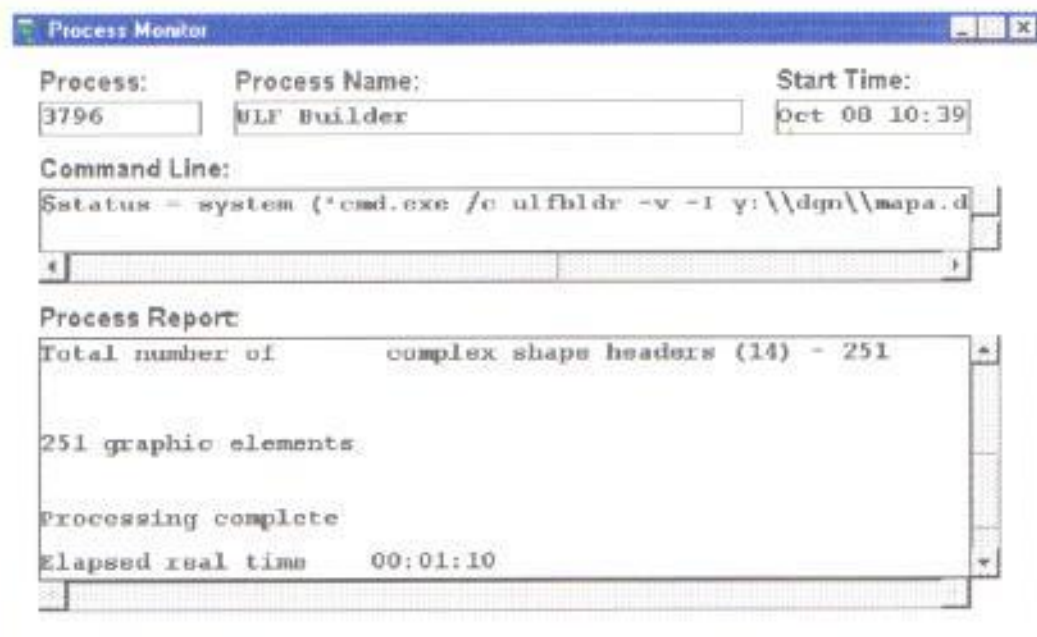 Process Monitor
Process: Process Name: Start Time:
3796 ULF Builder Oct 08 10:39
Command Line:
$status = system ("cmd.exe /c ulfbldr -v -I y:\\dgn\\mapa.d
Process Report:
Total number of complex shape headers (14) - 251
251 graphic elements
Processing complete
Elapsed real time 00:01:10